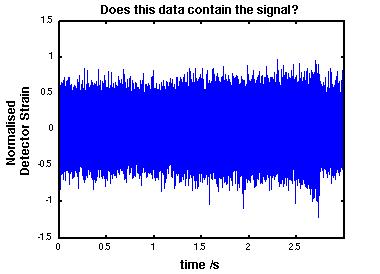 Does this data contain the signal?
1.5
1
0.5
0
-0.5
-1
-1.5
Normalised
Detector Strain
0 0.5 1 1.5 2 2.5
time /s